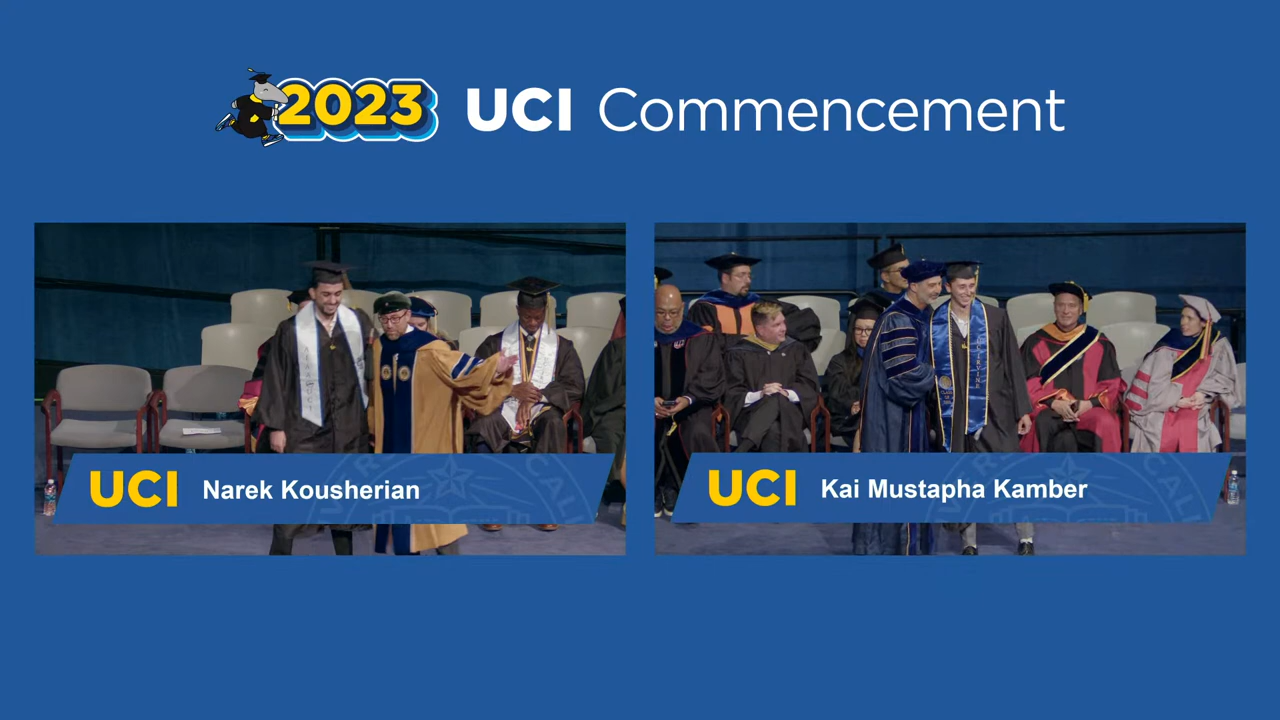 2023 UCI Commencement
UCI Narek Kousherian
UCI Kai Mustapha Kamber